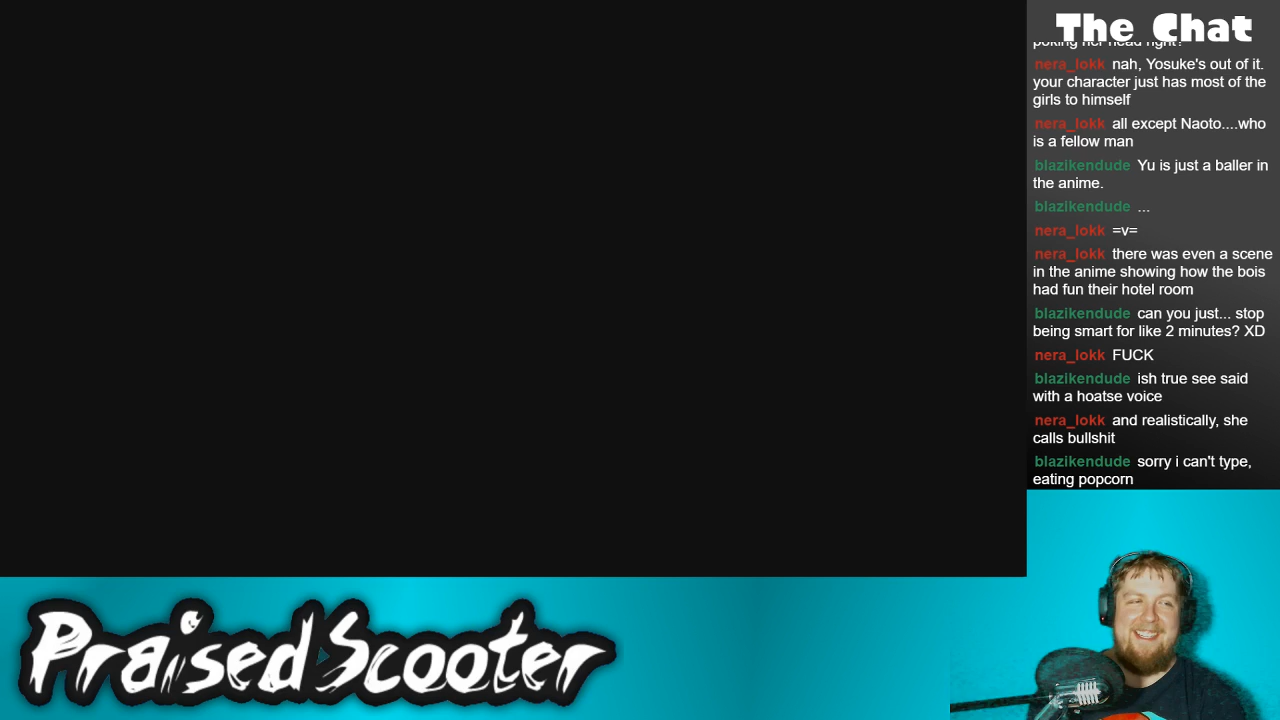 The Chat
poking her head right?
nera_lokk nah, Yosuke's out of it.
your character just has most of the
girls to himself
nera_lokk all except Naoto....who
is a fellow man
blazikendude Yu is just a baller in
the anime.
blazikendude ...
nera_lokk =v=
nera_lokk there was even a scene
in the anime showing how the bois
had fun their hotel room
blazikendude can you just... stop
being smart for like 2 minutes? XD
nera_lokk FUCK
blazikendude ish true see said
with a hoatse voice
nera_lokk and realistically, she
calls bullshit
blazikendude sorry i can't type,
eating popcorn
PraisedScooter